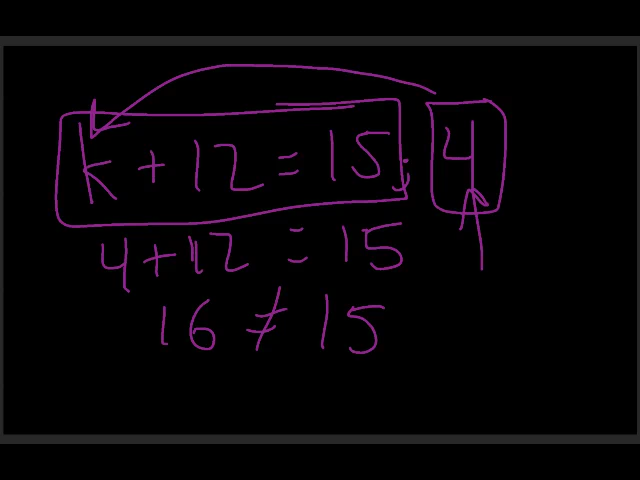 k + 12 = 15; 4
4 + 12 = 15
16 ≠ 15